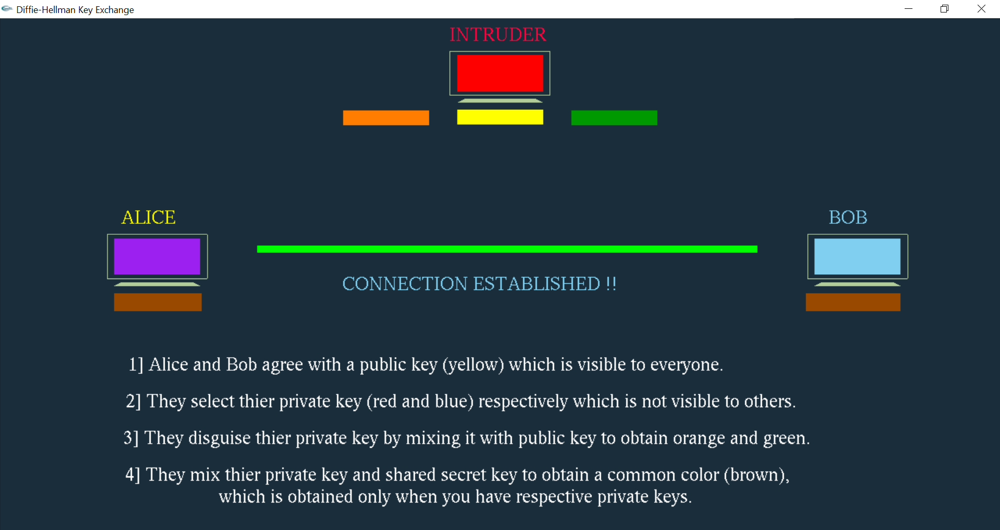 Diffie-Hellman Key Exchange
INTRUDER
ALICE
BOB
CONNECTION ESTABLISHED !!
1] Alice and Bob agree with a public key (yellow) which is visible to everyone.
2] They select thier private key (red and blue) respectively which is not visible to others.
3] They disguise thier private key by mixing it with public key to obtain orange and green.
4] They mix thier private key and shared secret key to obtain a common color (brown),
which is obtained only when you have respective private keys.